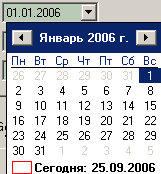 01.01.2006
Январь 2006 г.
Пн Вт Ср Чт Пт Сб Вс
26 27 28 29 30 31 1
2 3 4 5 6 7 8
9 10 11 12 13 14 15
16 17 18 19 20 21 22
23 24 25 26 27 28 29
30 31 1 2 3 4 5
Сегодня: 25.09.2006